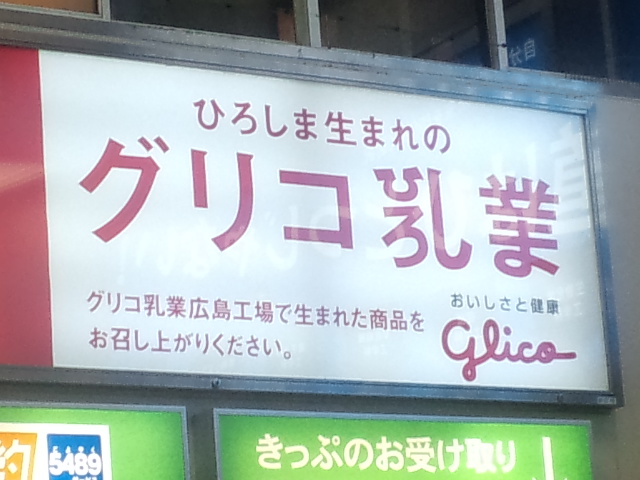 ひろしま生まれの
グリコ乳業
グリコ乳業広島工場で生まれた商品を
お召し上がりください。
おいしさと健康
glico
約
5489
きっぷのお受け取り